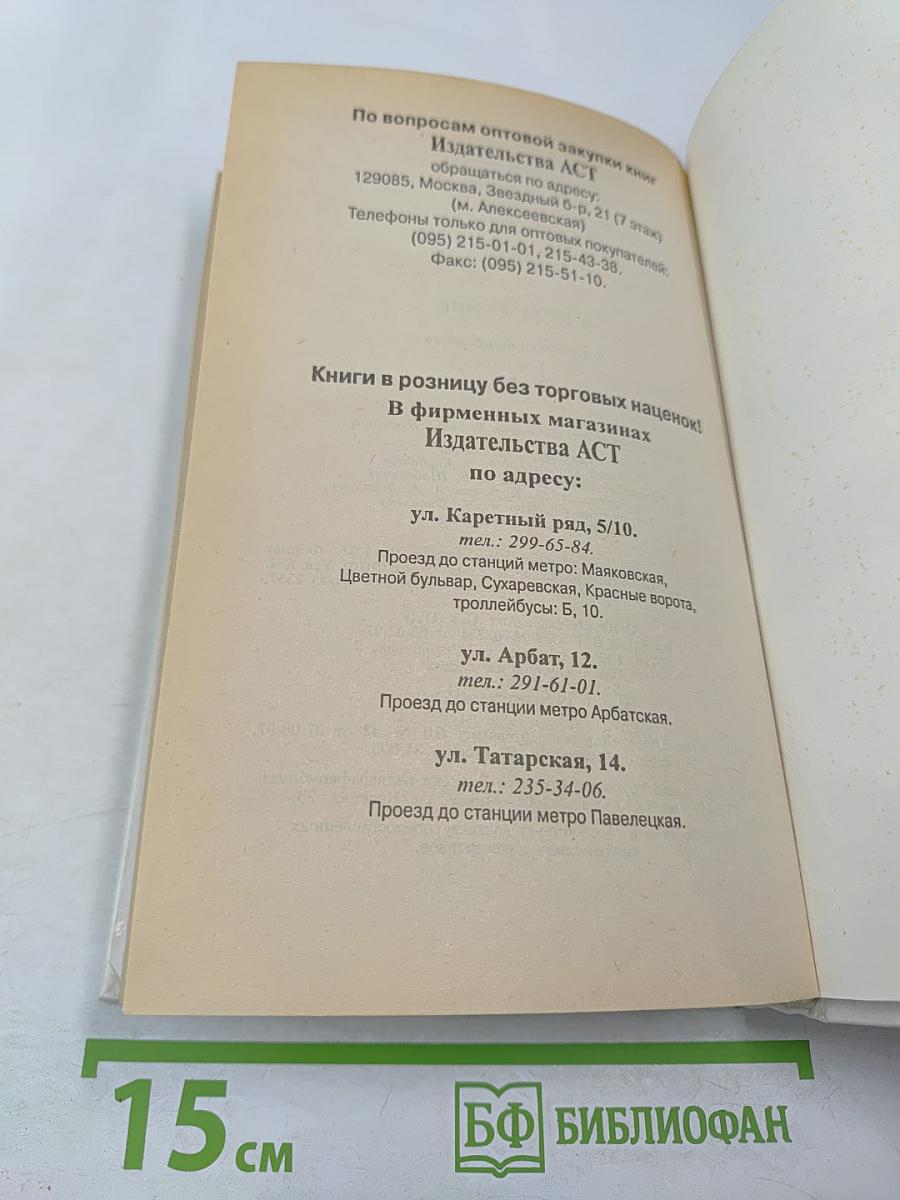 По вопросам оптовой закупки книг
Издательства АСТ
обращаться по адресу:
129085, Москва, Звездный б-р, 21 (7 этаж)
(м. Алексеевская)
Телефоны только для оптовых покупателей:
(095) 215-01-01, 215-43-38.
Факс: (095) 215-51-10.
Книги в розницу без торговых наценок!
В фирменных магазинах
Издательства АСТ
по адресу:
ул. Каретный ряд, 5/10.
тел.: 299-65-84.
Проезд до станций метро: Маяковская,
Цветной бульвар, Сухаревская, Красные ворота,
троллейбусы: Б, 10.
ул. Арбат, 12.
тел.: 291-61-01.
Проезд до станции метро Арбатская.
ул. Татарская, 14.
тел.: 235-34-06.
Проезд до станции метро Павелецкая.
15 см
БФ БИБЛИОФАН